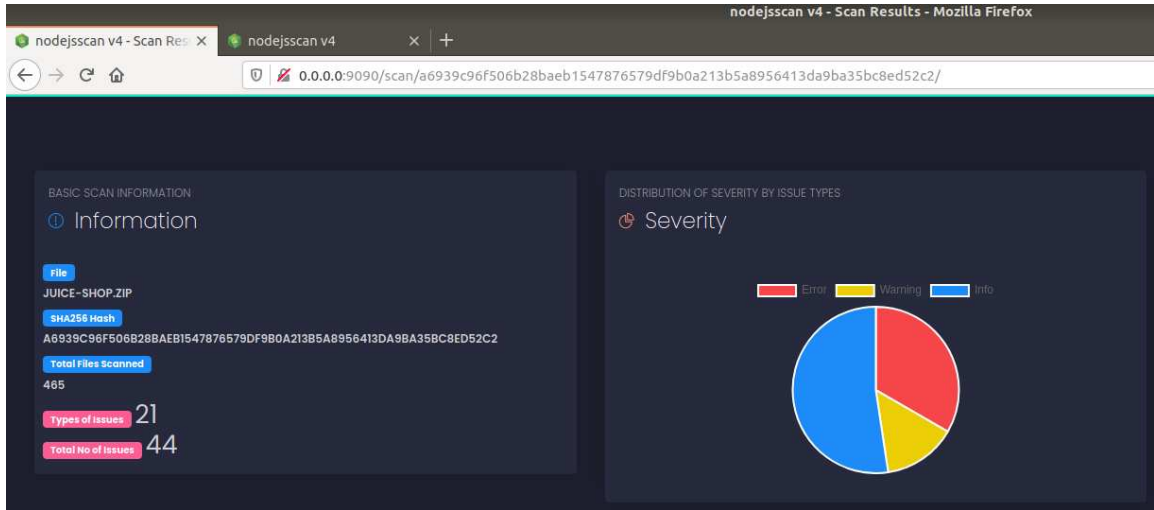 nodejsscan v4 - Scan Results - Mozilla Firefox
nodejsscan v4 - Scan Res
nodejsscan v4
0.0.0.0:9090/scan/a6939c96f506b28baeb1547876579df9b0a213b5a8956413da9ba35bc8ed52c2/
BASIC SCAN INFORMATION
Information
File
JUICE-SHOP.ZIP
SHA256 Hash
A6939C96F506B28BAEB1547876579DF9B0A213B5A8956413DA9BA35BC8ED52C2
Total Files Scanned
465
Types of Issues 21
Total No of Issues 44
DISTRIBUTION OF SEVERITY BY ISSUE TYPES
Severity
Error Warning Info